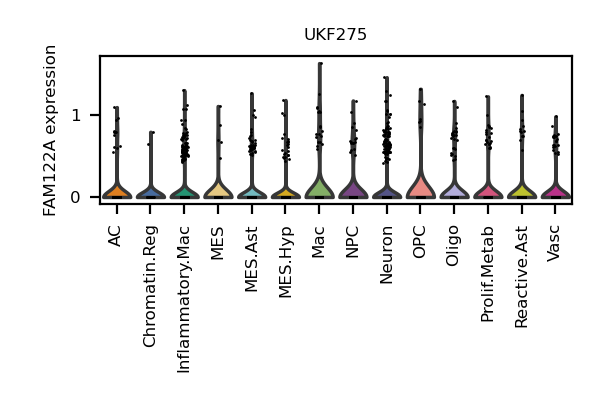 UKF275
FAM122A expression
1
0
AC
Chromatin.Reg
Inflammatory.Mac
MES
MES.Ast
MES.Hyp
Mac
NPC
Neuron
OPC
Oligo
Prolif.Metab
Reactive.Ast
Vasc